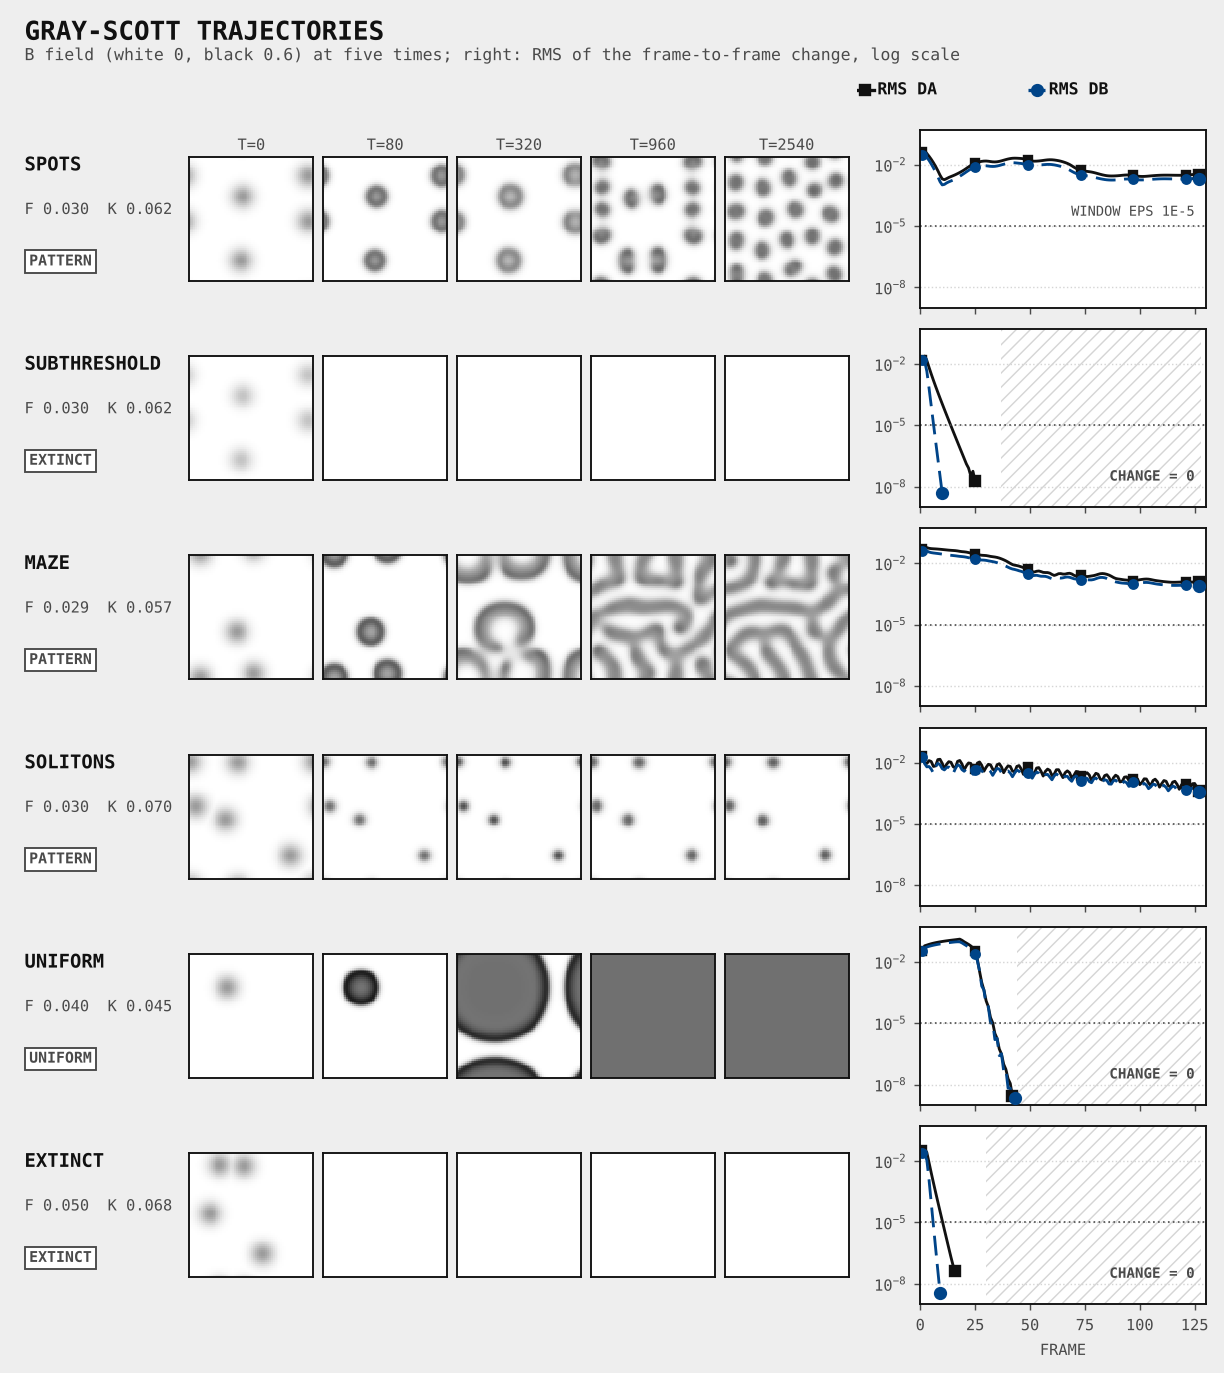 GRAY-SCOTT TRAJECTORIES
B field (white 0, black 0.6) at five times; right: RMS of the frame-to-frame change, log scale
RMS DA RMS DB
T=0 T=80 T=320 T=960 T=2540
SPOTS
F 0.030 K 0.062
PATTERN
10⁻²
WINDOW EPS 1E-5
10⁻⁵
10⁻⁸
SUBTHRESHOLD
F 0.030 K 0.062
EXTINCT
10⁻²
10⁻⁵
CHANGE = 0
10⁻⁸
MAZE
F 0.029 K 0.057
PATTERN
10⁻²
10⁻⁵
10⁻⁸
SOLITONS
F 0.030 K 0.070
PATTERN
10⁻²
10⁻⁵
10⁻⁸
UNIFORM
F 0.040 K 0.045
UNIFORM
10⁻²
10⁻⁵
CHANGE = 0
10⁻⁸
EXTINCT
F 0.050 K 0.068
EXTINCT
10⁻²
10⁻⁵
CHANGE = 0
10⁻⁸
0 25 50 75 100 125
FRAME